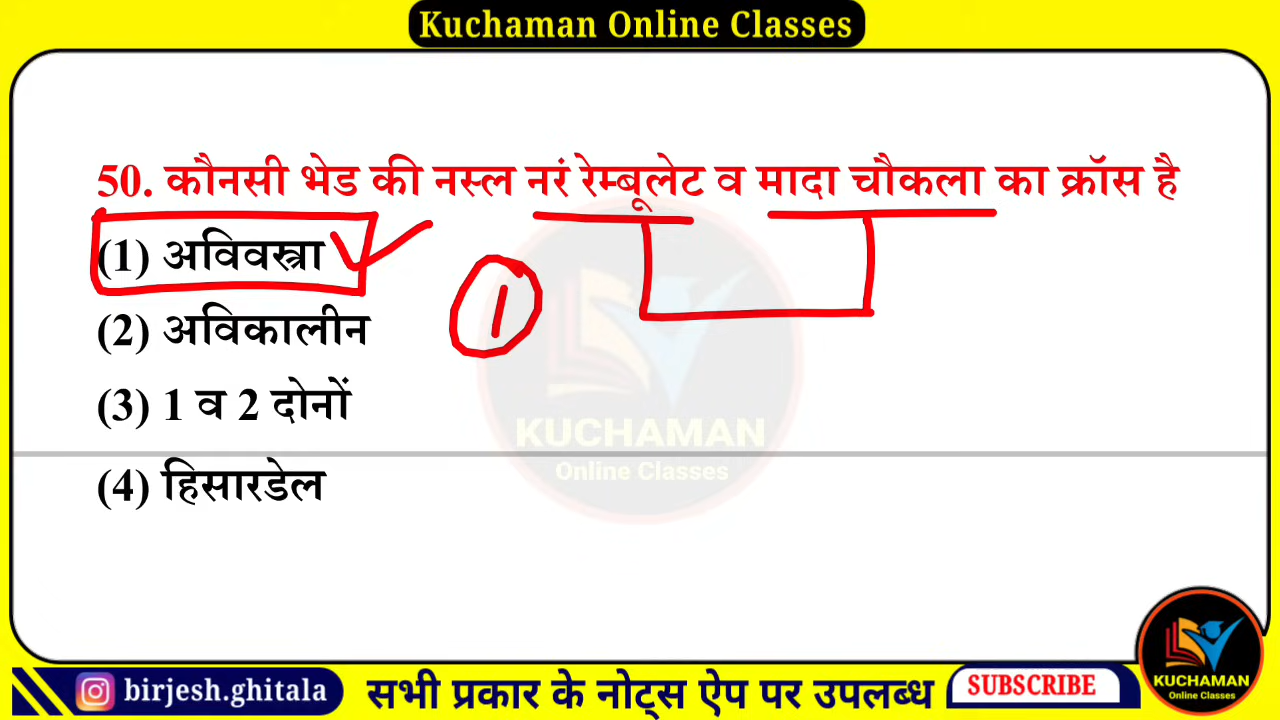 Kuchaman Online Classes
50. कौनसी भेड की नस्ल नरं रेम्बूलेट व मादा चौकला का क्रॉस है
(1) अविवस्त्रा
1
(2) अविकालीन
(3) 1 व 2 दोनों
KUCHAMAN
Online Classes
(4) हिसारडेल
KUCHAMAN
Online Classes
birjesh.ghitala
सभी प्रकार के नोट्स ऐप पर उपलब्ध
SUBSCRIBE